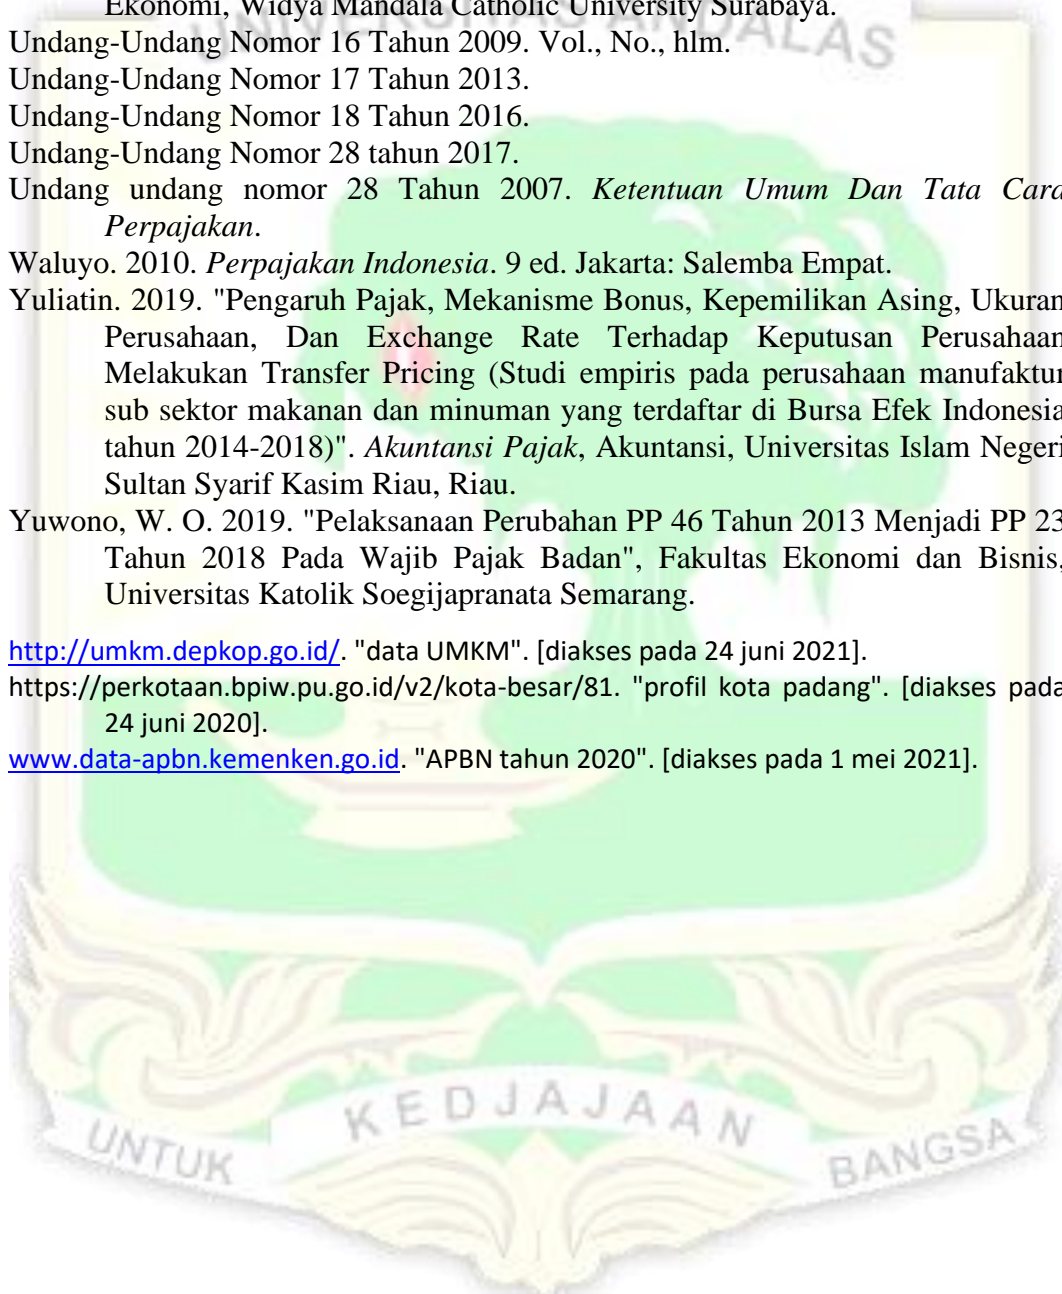 Ekonomi, Widya Mandala Catholic University Surabaya.
UNIVERSITAS ANDALAS
Undang-Undang Nomor 16 Tahun 2009. Vol., No., hlm.
Undang-Undang Nomor 17 Tahun 2013.
Undang-Undang Nomor 18 Tahun 2016.
Undang-Undang Nomor 28 tahun 2017.
Undang undang nomor 28 Tahun 2007. Ketentuan Umum Dan Tata Cara
Perpajakan.
Waluyo. 2010. Perpajakan Indonesia. 9 ed. Jakarta: Salemba Empat.
Yuliatin. 2019. "Pengaruh Pajak, Mekanisme Bonus, Kepemilikan Asing, Ukuran
Perusahaan, Dan Exchange Rate Terhadap Keputusan Perusahaan
Melakukan Transfer Pricing (Studi empiris pada perusahaan manufaktur
sub sektor makanan dan minuman yang terdaftar di Bursa Efek Indonesia
tahun 2014-2018)". Akuntansi Pajak, Akuntansi, Universitas Islam Negeri
Sultan Syarif Kasim Riau, Riau.
Yuwono, W. O. 2019. "Pelaksanaan Perubahan PP 46 Tahun 2013 Menjadi PP 23
Tahun 2018 Pada Wajib Pajak Badan", Fakultas Ekonomi dan Bisnis,
Universitas Katolik Soegijapranata Semarang.
http://umkm.depkop.go.id/. "data UMKM". [diakses pada 24 juni 2021].
https://perkotaan.bpiw.pu.go.id/v2/kota-besar/81. "profil kota padang". [diakses pada
24 juni 2020].
www.data-apbn.kemenken.go.id. "APBN tahun 2020". [diakses pada 1 mei 2021].
UNTUK KEDJAJAAN BANGSA